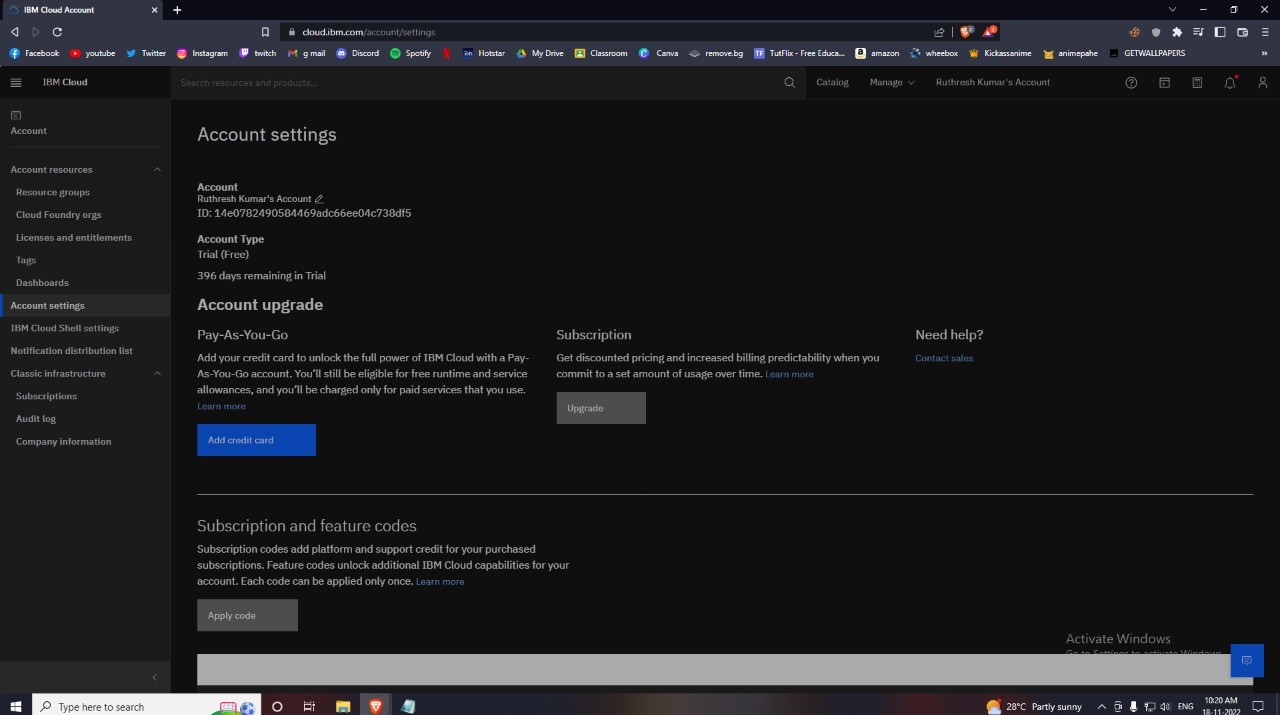 IBM Cloud Account
cloud.ibm.com/account/settings
Facebook youtube Twitter Instagram twitch g mail Discord Spotify Hotstar My Drive Classroom Canva remove.bg TutFlix - Free Educa... amazon wheebox Kickassanime animepahe GETWALLPAPERS
IBM Cloud
Search resources and products...
Catalog Manage Ruthresh Kumar's Account
Account
Account resources
Resource groups
Cloud Foundry orgs
Licenses and entitlements
Tags
Dashboards
Account settings
IBM Cloud Shell settings
Notification distribution list
Classic infrastructure
Subscriptions
Audit log
Company information
Account settings
Account
Ruthresh Kumar's Account
ID: 14e0782490584469adc66ee04c738df5
Account Type
Trial (Free)
396 days remaining in Trial
Account upgrade
Pay-As-You-Go
Add your credit card to unlock the full power of IBM Cloud with a Pay-
As-You-Go account. You'll still be eligible for free runtime and service
allowances, and you'll be charged only for paid services that you use.
Learn more
Add credit card
Subscription
Get discounted pricing and increased billing predictability when you
commit to a set amount of usage over time. Learn more
Upgrade
Need help?
Contact sales
Subscription and feature codes
Subscription codes add platform and support credit for your purchased
subscriptions. Feature codes unlock additional IBM Cloud capabilities for your
account. Each code can be applied only once. Learn more
Apply code
Activate Windows
Go to Settings to activate Windows.
Type here to search
28°C Partly sunny
ENG
10:20 AM
18-11-2022